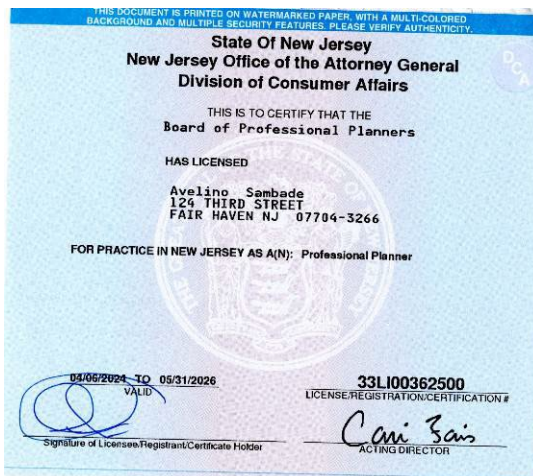 THIS DOCUMENT IS PRINTED ON WATERMARKED PAPER, WITH A MULTI-COLORED
BACKGROUND AND MULTIPLE SECURITY FEATURES. PLEASE VERIFY AUTHENTICITY.
State Of New Jersey
New Jersey Office of the Attorney General
Division of Consumer Affairs
DCA
THIS IS TO CERTIFY THAT THE
Board of Professional Planners
HAS LICENSED
Avelino Sambade
124 THIRD STREET
FAIR HAVEN NJ 07704-3266
FOR PRACTICE IN NEW JERSEY AS A(N): Professional Planner
04/06/2024 TO 05/31/2026
VALID
33LI00362500
LICENSE/REGISTRATION/CERTIFICATION #
Signature of Licensee/Registrant/Certificate Holder
Cari Fais
ACTING DIRECTOR